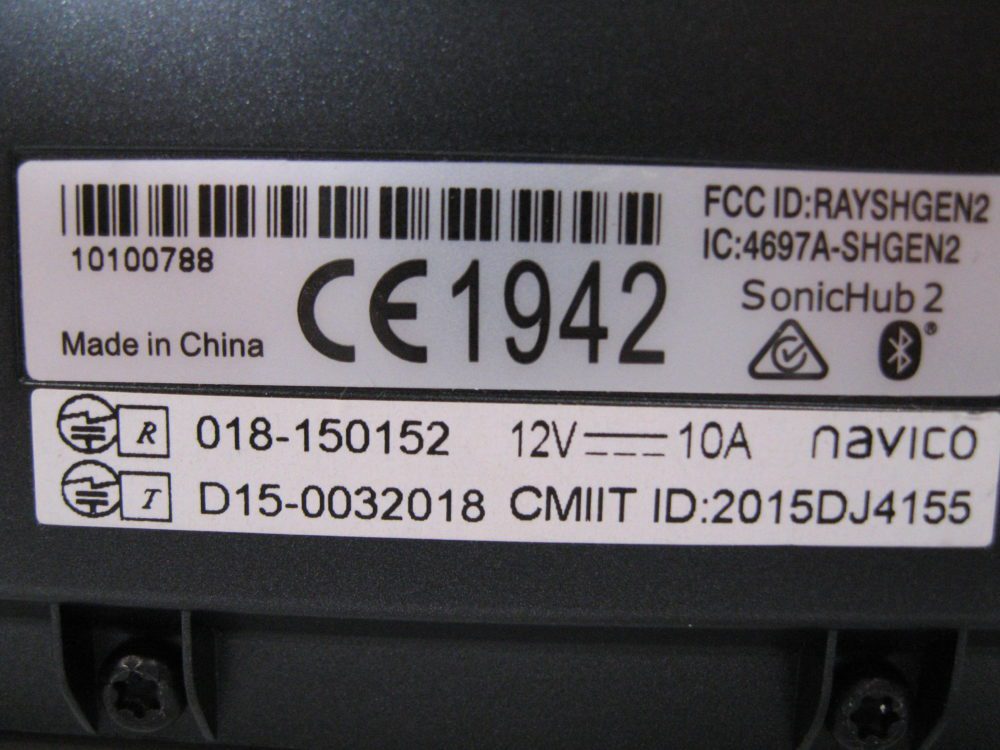 FCC ID:RAYSHGEN2
IC:4697A-SHGEN2
10100788
CE1942
SonicHub 2
Made in China
R 018-150152 12V 10A navico
T D15-0032018 CMIIT ID:2015DJ4155